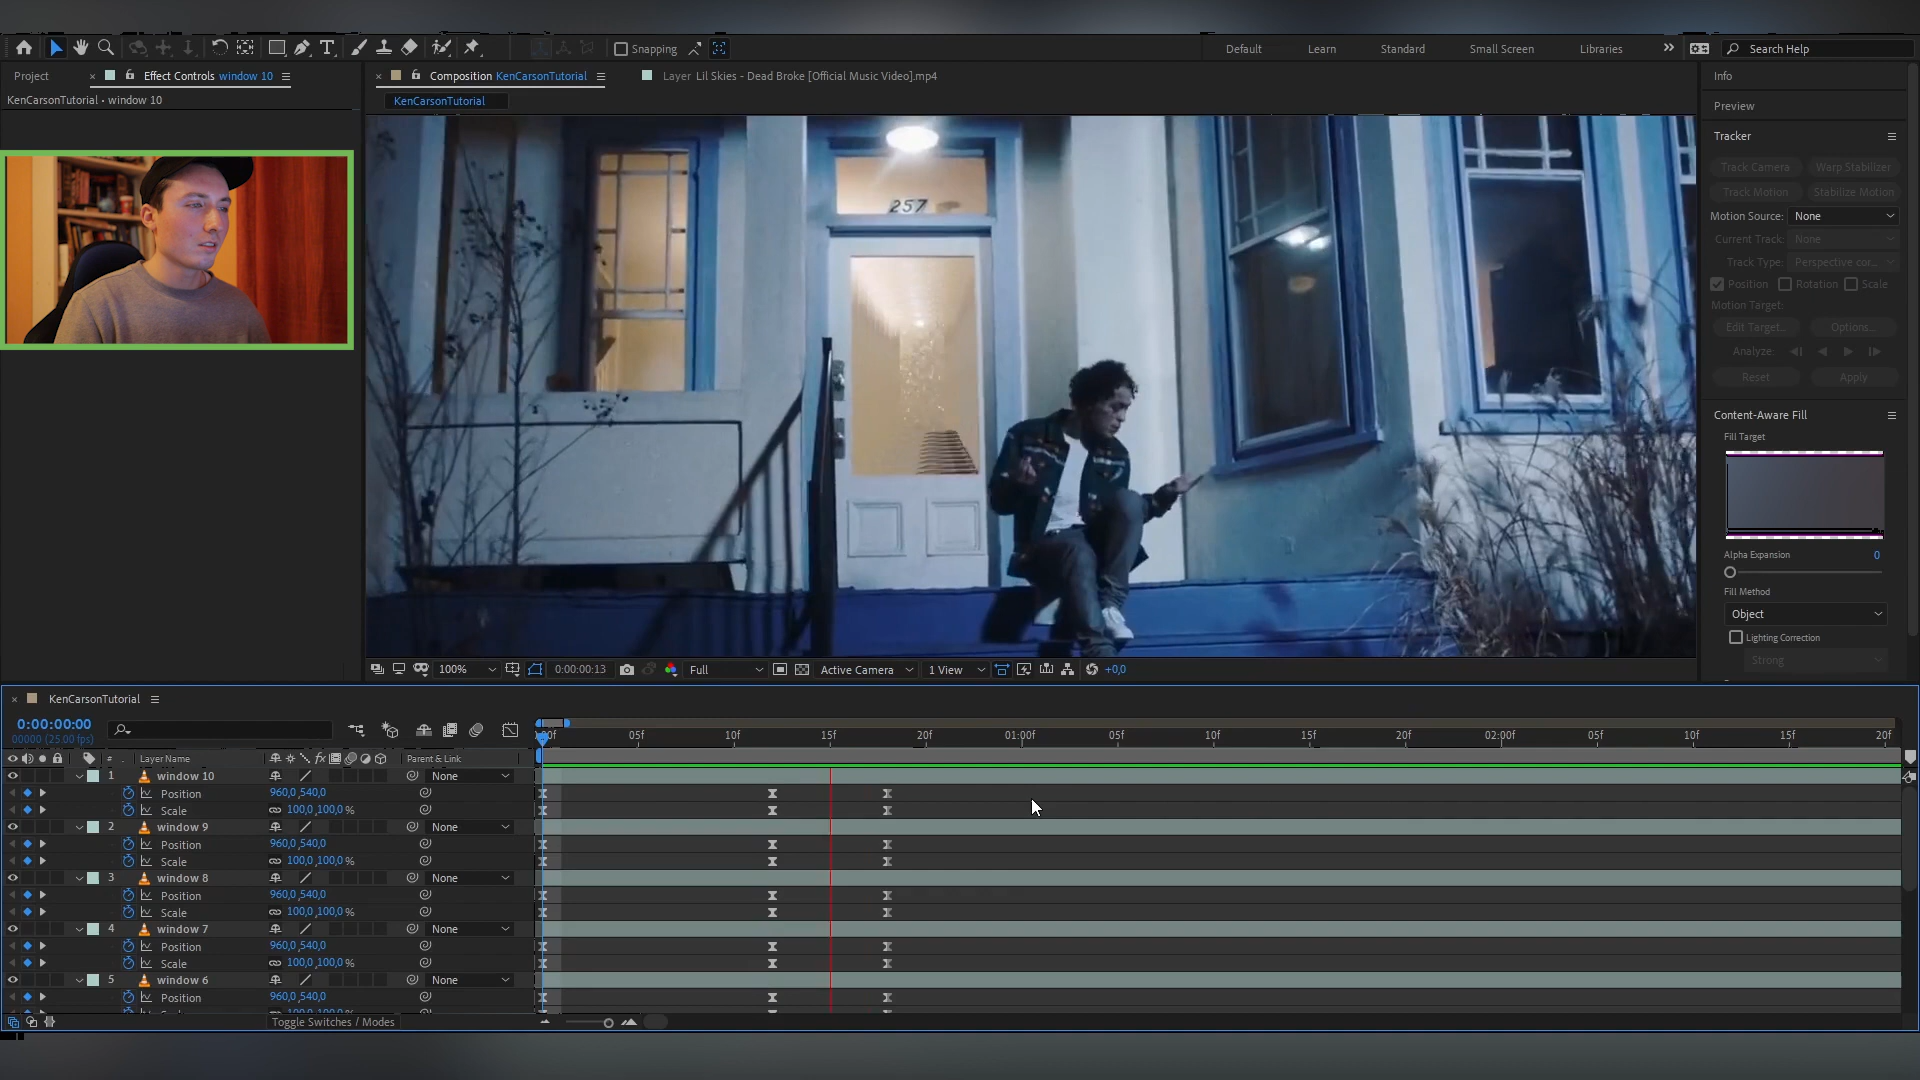 Snapping
Default
Learn
Standard
Small Screen
Libraries
Search Help
Project
Effect Controls window 10
Composition KenCarsonTutorial
Layer Lil Skies - Dead Broke [Official Music Video].mp4
Info
KenCarsonTutorial • window 10
KenCarsonTutorial
Preview
Tracker
Track Camera
Warp Stabilizer
Track Motion
Stabilize Motion
Motion Source: None
Current Track: None
Track Type: Perspective cor...
Position
Rotation
Scale
Motion Target:
Edit Target...
Options...
Analyze:
Reset
Apply
Content-Aware Fill
Fill Target
Alpha Expansion 0
Fill Method
Object
Lighting Correction
Strong
257
100%
0:00:00:13
Full
Active Camera
1 View
+0,0
KenCarsonTutorial
0:00:00:00
00000 (25.00 fps)
05f 10f 15f 20f 01:00f 05f 10f 15f 20f 02:00f 05f 10f 15f 20f
# Layer Name
fx
Parent & Link
1 window 10 None
Position 960,0 ,540,0
Scale 100,0 ,100,0 %
2 window 9 None
Position 960,0 ,540,0
Scale 100,0 ,100,0 %
3 window 8 None
Position 960,0 ,540,0
Scale 100,0 ,100,0 %
4 window 7 None
Position 960,0 ,540,0
Scale 100,0 ,100,0 %
5 window 6 None
Position 960,0 ,540,0
Toggle Switches / Modes